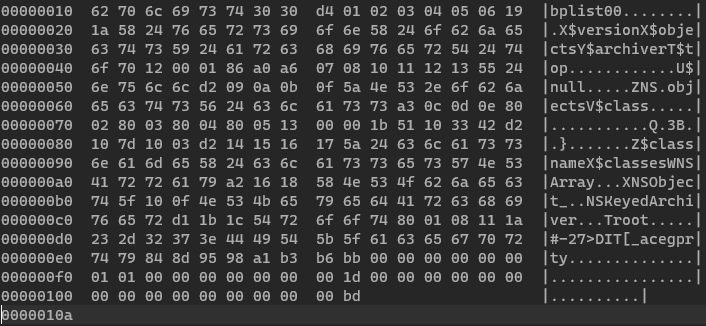 00000010  62 70 6c 69 73 74 30 30  d4 01 02 03 04 05 06 19  |bplist00........|
00000020  1a 58 24 76 65 72 73 69  6f 6e 58 24 6f 62 6a 65  |.X$versionX$obje|
00000030  63 74 73 59 24 61 72 63  68 69 76 65 72 54 24 74  |ctsY$archiverT$t|
00000040  6f 70 12 00 01 86 a0 a6  07 08 10 11 12 13 55 24  |op............U$|
00000050  6e 75 6c 6c d2 09 0a 0b  0f 5a 4e 53 2e 6f 62 6a  |null.....ZNS.obj|
00000060  65 63 74 73 56 24 63 6c  61 73 73 a3 0c 0d 0e 80  |ectsV$class.....|
00000070  02 80 03 80 04 80 05 13  00 00 1b 51 10 33 42 d2  |...........Q.3B.|
00000080  10 7d 10 03 d2 14 15 16  17 5a 24 63 6c 61 73 73  |.}.......Z$class|
00000090  6e 61 6d 65 58 24 63 6c  61 73 73 65 73 57 4e 53  |nameX$classesWNS|
000000a0  41 72 72 61 79 a2 16 18  58 4e 53 4f 62 6a 65 63  |Array...XNSObjec|
000000b0  74 5f 10 0f 4e 53 4b 65  79 65 64 41 72 63 68 69  |t_..NSKeyedArchi|
000000c0  76 65 72 d1 1b 1c 54 72  6f 6f 74 80 01 08 11 1a  |ver...Troot.....|
000000d0  23 2d 32 37 3e 44 49 54  5b 5f 61 63 65 67 70 72  |#-27>DIT[_acegpr|
000000e0  74 79 84 8d 95 98 a1 b3  b6 bb 00 00 00 00 00 00  |ty..............|
000000f0  01 01 00 00 00 00 00 00  00 1d 00 00 00 00 00 00  |................|
00000100  00 00 00 00 00 00 00 00  00 bd                    |..........|
0000010a